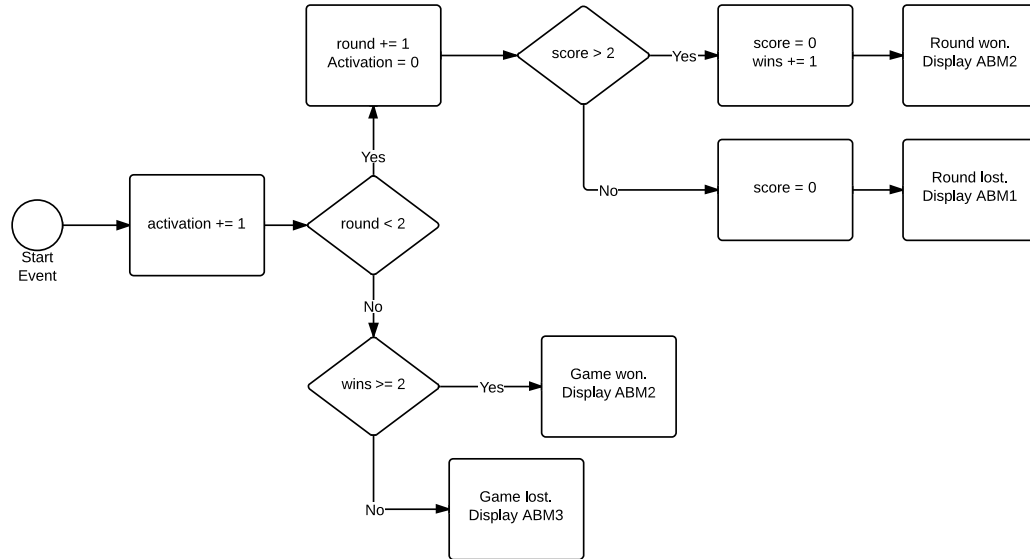 round += 1
Activation = 0
score > 2
Yes
score = 0
wins += 1
Round won.
Display ABM2
Yes
No
score = 0
Round lost.
Display ABM1
Start
Event
activation += 1
round < 2
No
wins >= 2
Yes
Game won.
Display ABM2
No
Game lost.
Display ABM3